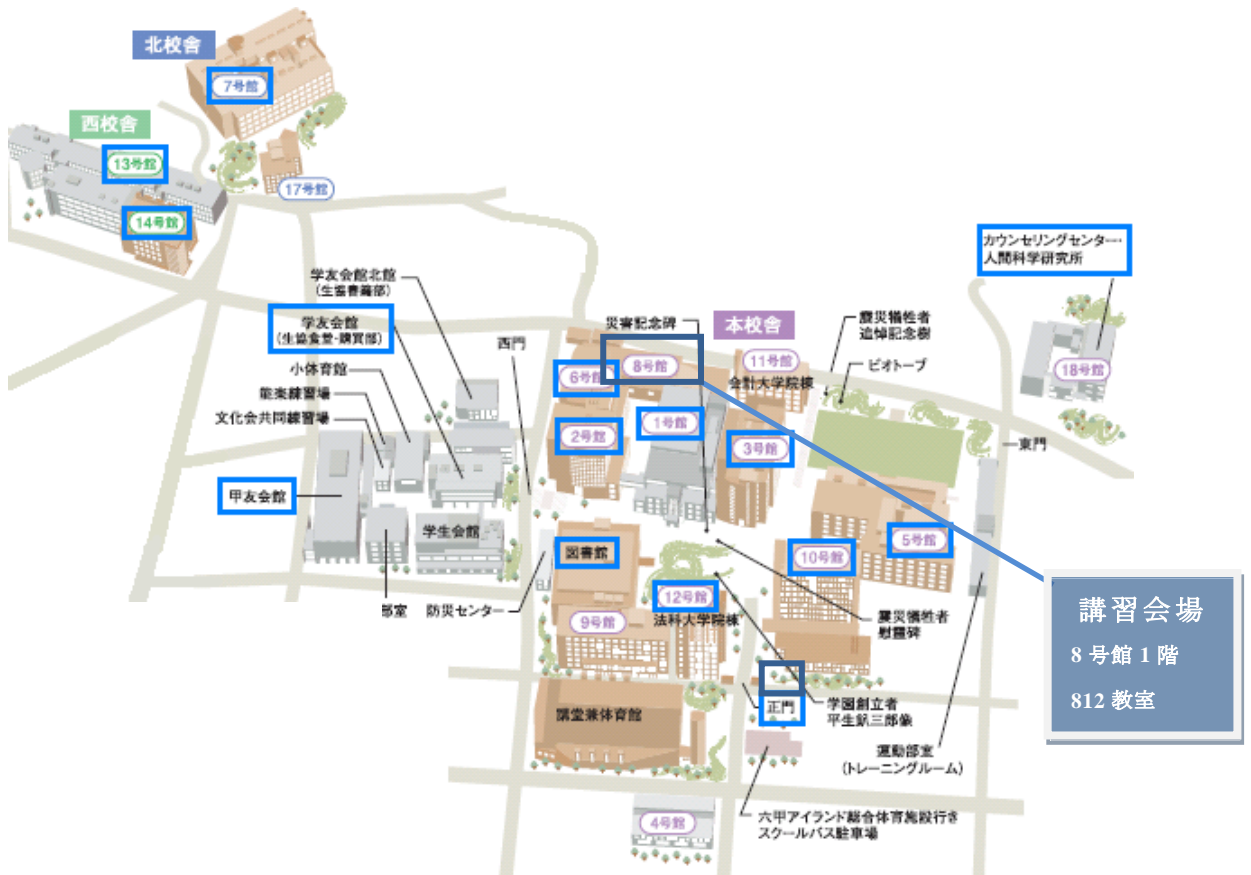 北校舎
7号館
西校舎
13号館
14号館
17号館
カウンセリングセンター・
人間科学研究所
18号館
学友会館北館
(生協書籍部)
学友会館
(生協食堂・購買部)
小体育館
能楽練習場
文化会共同練習場
甲友会館
学生会館
部室
防災センター
西門
災害記念碑
本校舎
震災犠牲者
追悼記念樹
ビオトープ
東門
6号館
8号館
11号館
会計大学院棟
2号館
1号館
3号館
5号館
10号館
図書館
12号館
法科大学院棟
9号館
震災犠牲者
慰霊碑
正門
学園創立者
平生釟三郎像
講堂兼体育館
運動部室
(トレーニングルーム)
4号館
六甲アイランド総合体育施設行き
スクールバス駐車場
講習会場
8 号館 1 階
812 教室